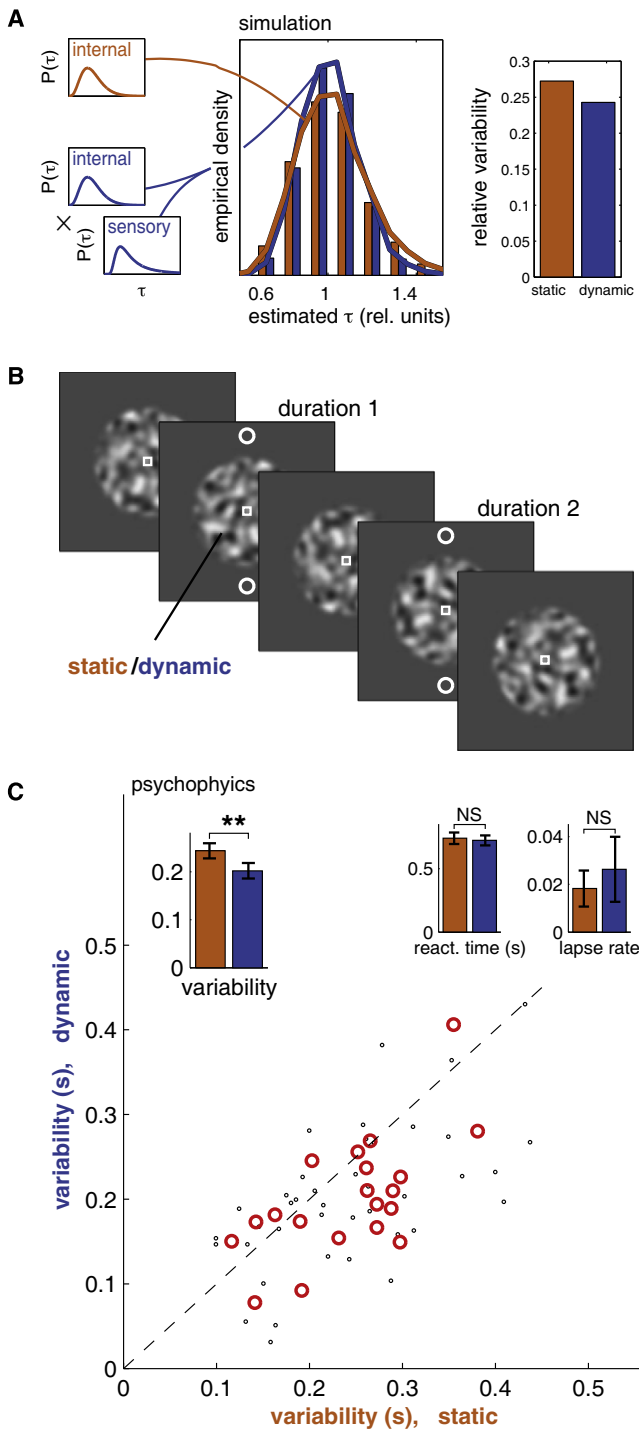 A
simulation
internal
P(τ)
internal
P(τ)
×
sensory
P(τ)
τ
empirical density
0.6 1 1.4
estimated τ (rel. units)
relative variability
0.3
0.25
0.2
0.15
0.1
0.05
0
static dynamic
B
duration 1
duration 2
static/dynamic
C
psychophyics
**
0.2
0.1
0
variability
NS
0.5
0
react. time (s)
NS
0.04
0.02
0
lapse rate
variability (s), dynamic
0.5
0.4
0.3
0.2
0.1
0
0 0.1 0.2 0.3 0.4 0.5
variability (s), static